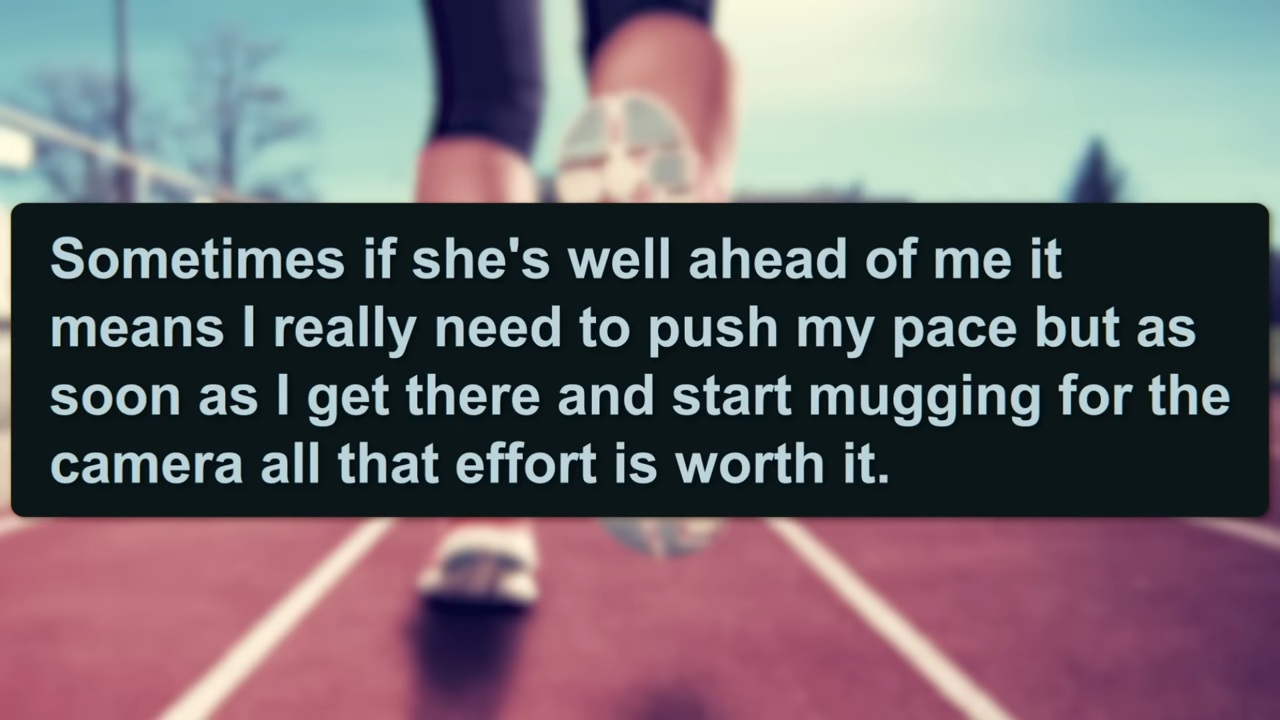 Sometimes if she's well ahead of me it
means I really need to push my pace but as
soon as I get there and start mugging for the
camera all that effort is worth it.